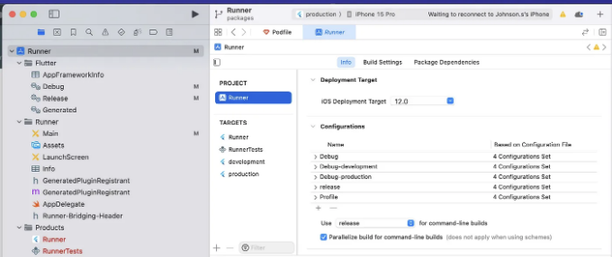 Runner
packages
production
iPhone 15 Pro
Waiting to reconnect to Johnson.s's iPhone
Podfile
Runner
Runner
Runner
M
Flutter
AppFrameworkInfo
Debug
M
Release
M
Generated
Runner
Main
M
Assets
LaunchScreen
Info
GeneratedPluginRegistrant
GeneratedPluginRegistrant
AppDelegate
Runner-Bridging-Header
Products
Runner
RunnerTests
PROJECT
Runner
TARGETS
Runner
RunnerTests
development
production
Filter
Info
Build Settings
Package Dependencies
Deployment Target
iOS Deployment Target
12.0
Configurations
Name
Based on Configuration File
Debug
4 Configurations Set
Debug-development
4 Configurations Set
Debug-production
4 Configurations Set
release
4 Configurations Set
Profile
4 Configurations Set
Use
release
for command-line builds
Parallelize build for command-line builds (does not apply when using schemes)